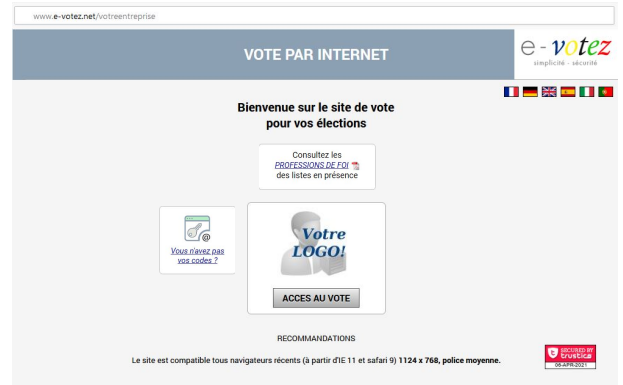 www.e-votez.net/votreentreprise
VOTE PAR INTERNET
e - votez
simplicité - sécurité
Bienvenue sur le site de vote
pour vos élections
Consultez les
PROFESSIONS DE FOI
des listes en présence
Vous n'avez pas
vos codes ?
Votre
LOGO!
ACCES AU VOTE
RECOMMANDATIONS
Le site est compatible tous navigateurs récents (à partir d'IE 11 et safari 9) 1124 x 768, police moyenne.
SECURED BY
trustico
06-APR-2021